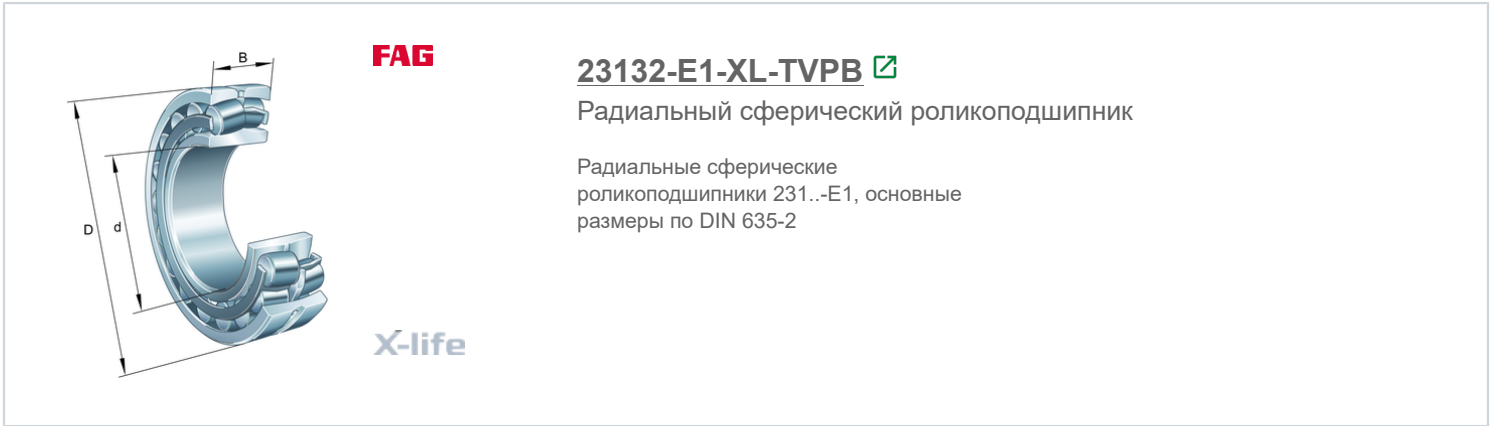 FAG
B
D
d
X-life
23132-E1-XL-TVPB
Радиальный сферический роликоподшипник
Радиальные сферические
роликоподшипники 231..-E1, основные
размеры по DIN 635-2